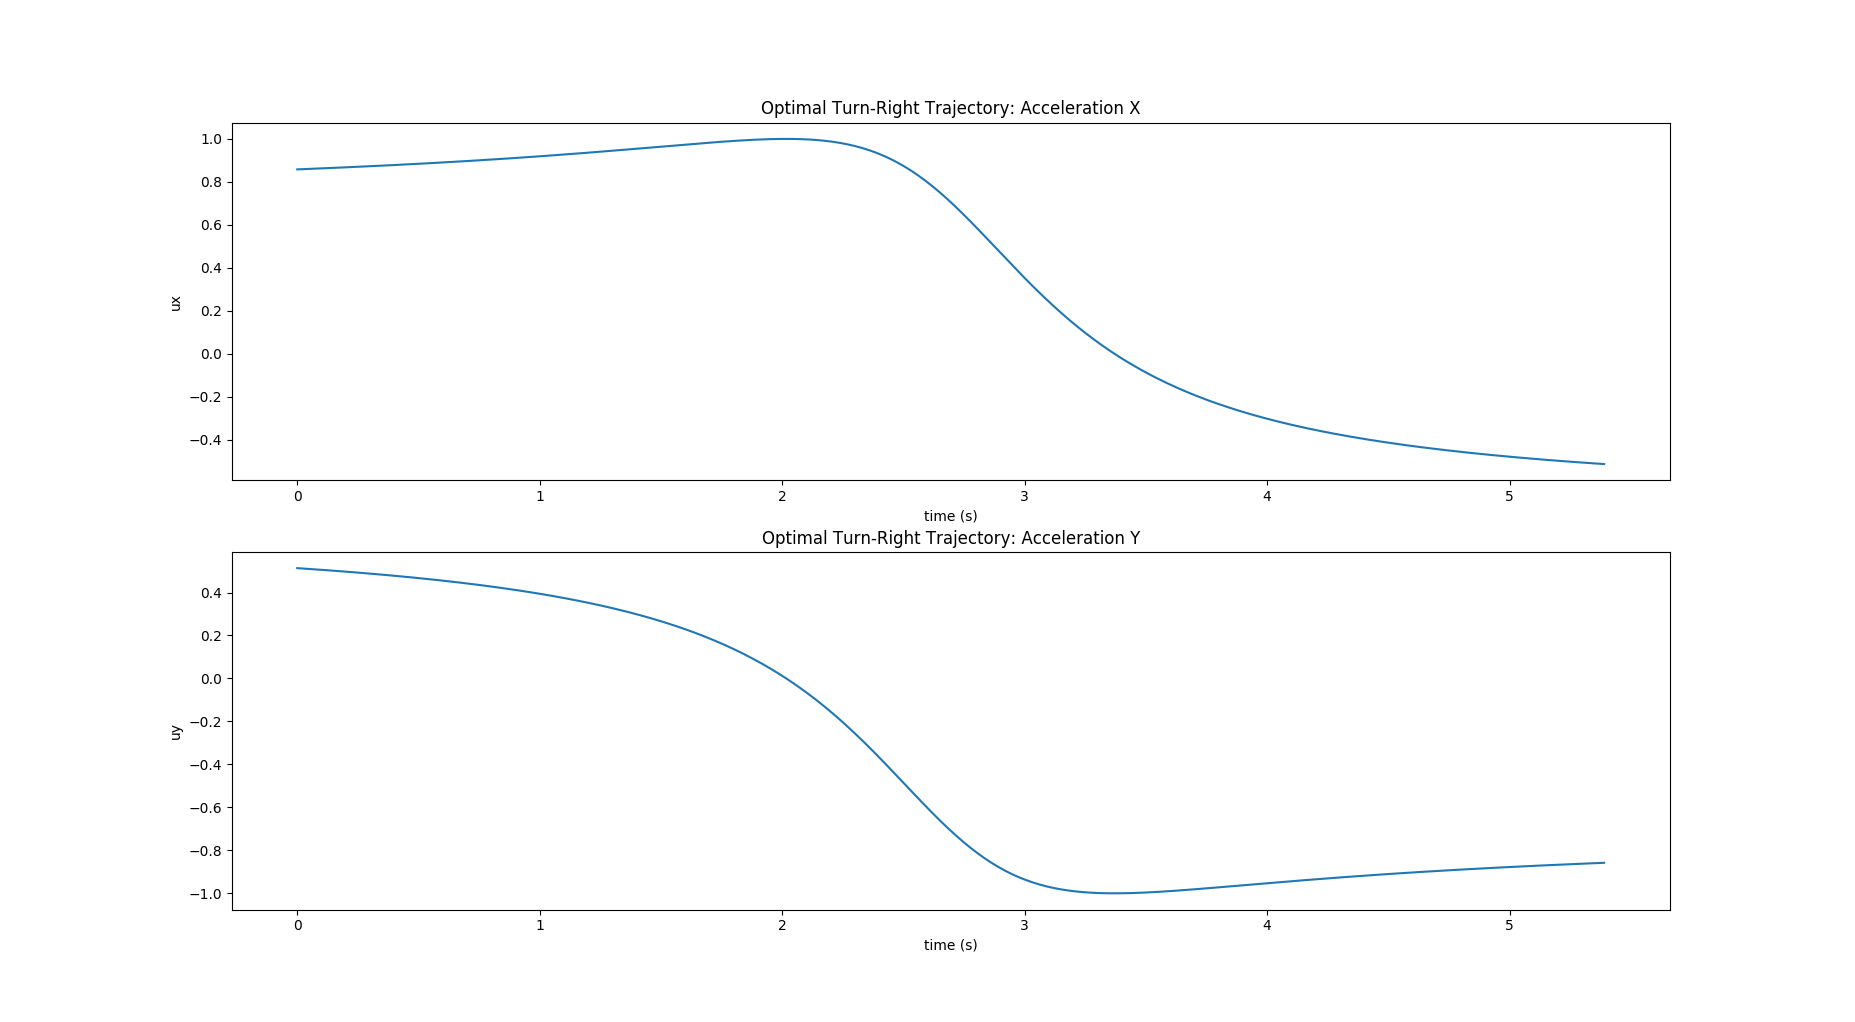 Optimal Turn-Right Trajectory: Acceleration X
1.0
0.8
0.6
0.4
0.2
0.0
−0.2
−0.4
ux
0 1 2 3 4 5
time (s)
Optimal Turn-Right Trajectory: Acceleration Y
0.4
0.2
0.0
−0.2
−0.4
−0.6
−0.8
−1.0
uy
0 1 2 3 4 5
time (s)